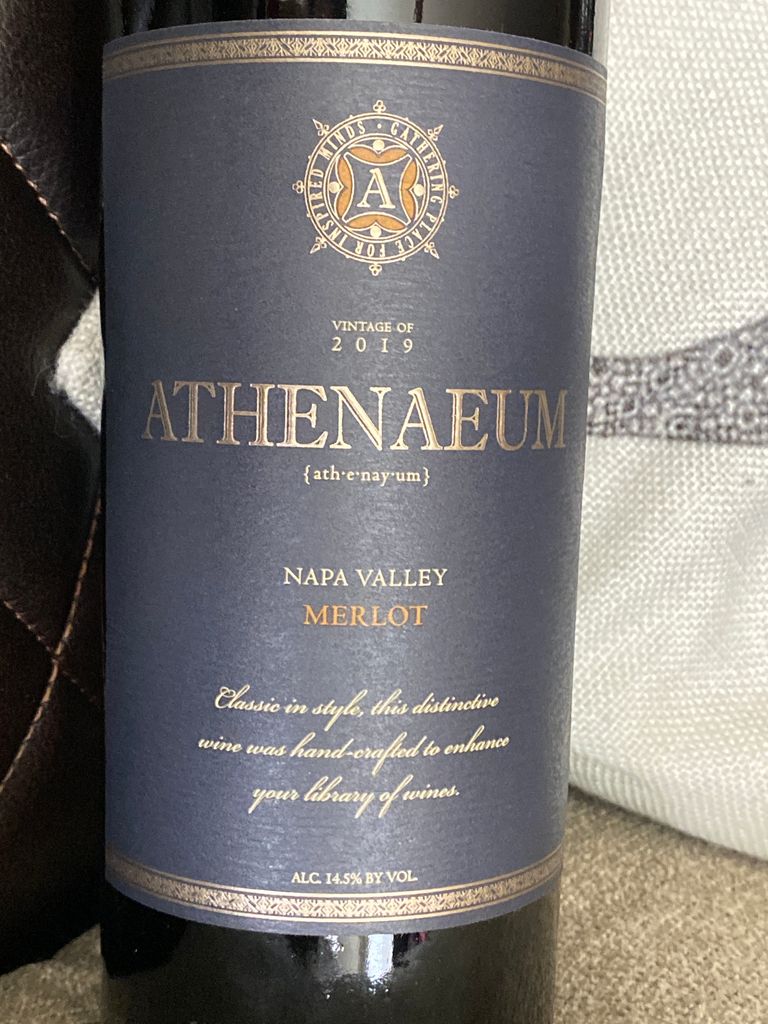 GATHERING PLACE FOR INSPIRED MINDS •
A
VINTAGE OF
2019
ATHENAEUM
{ath·e·nay·um}
NAPA VALLEY
MERLOT
Classic in style, this distinctive
wine was hand-crafted to enhance
your library of wines.
ALC. 14.5% BY VOL.